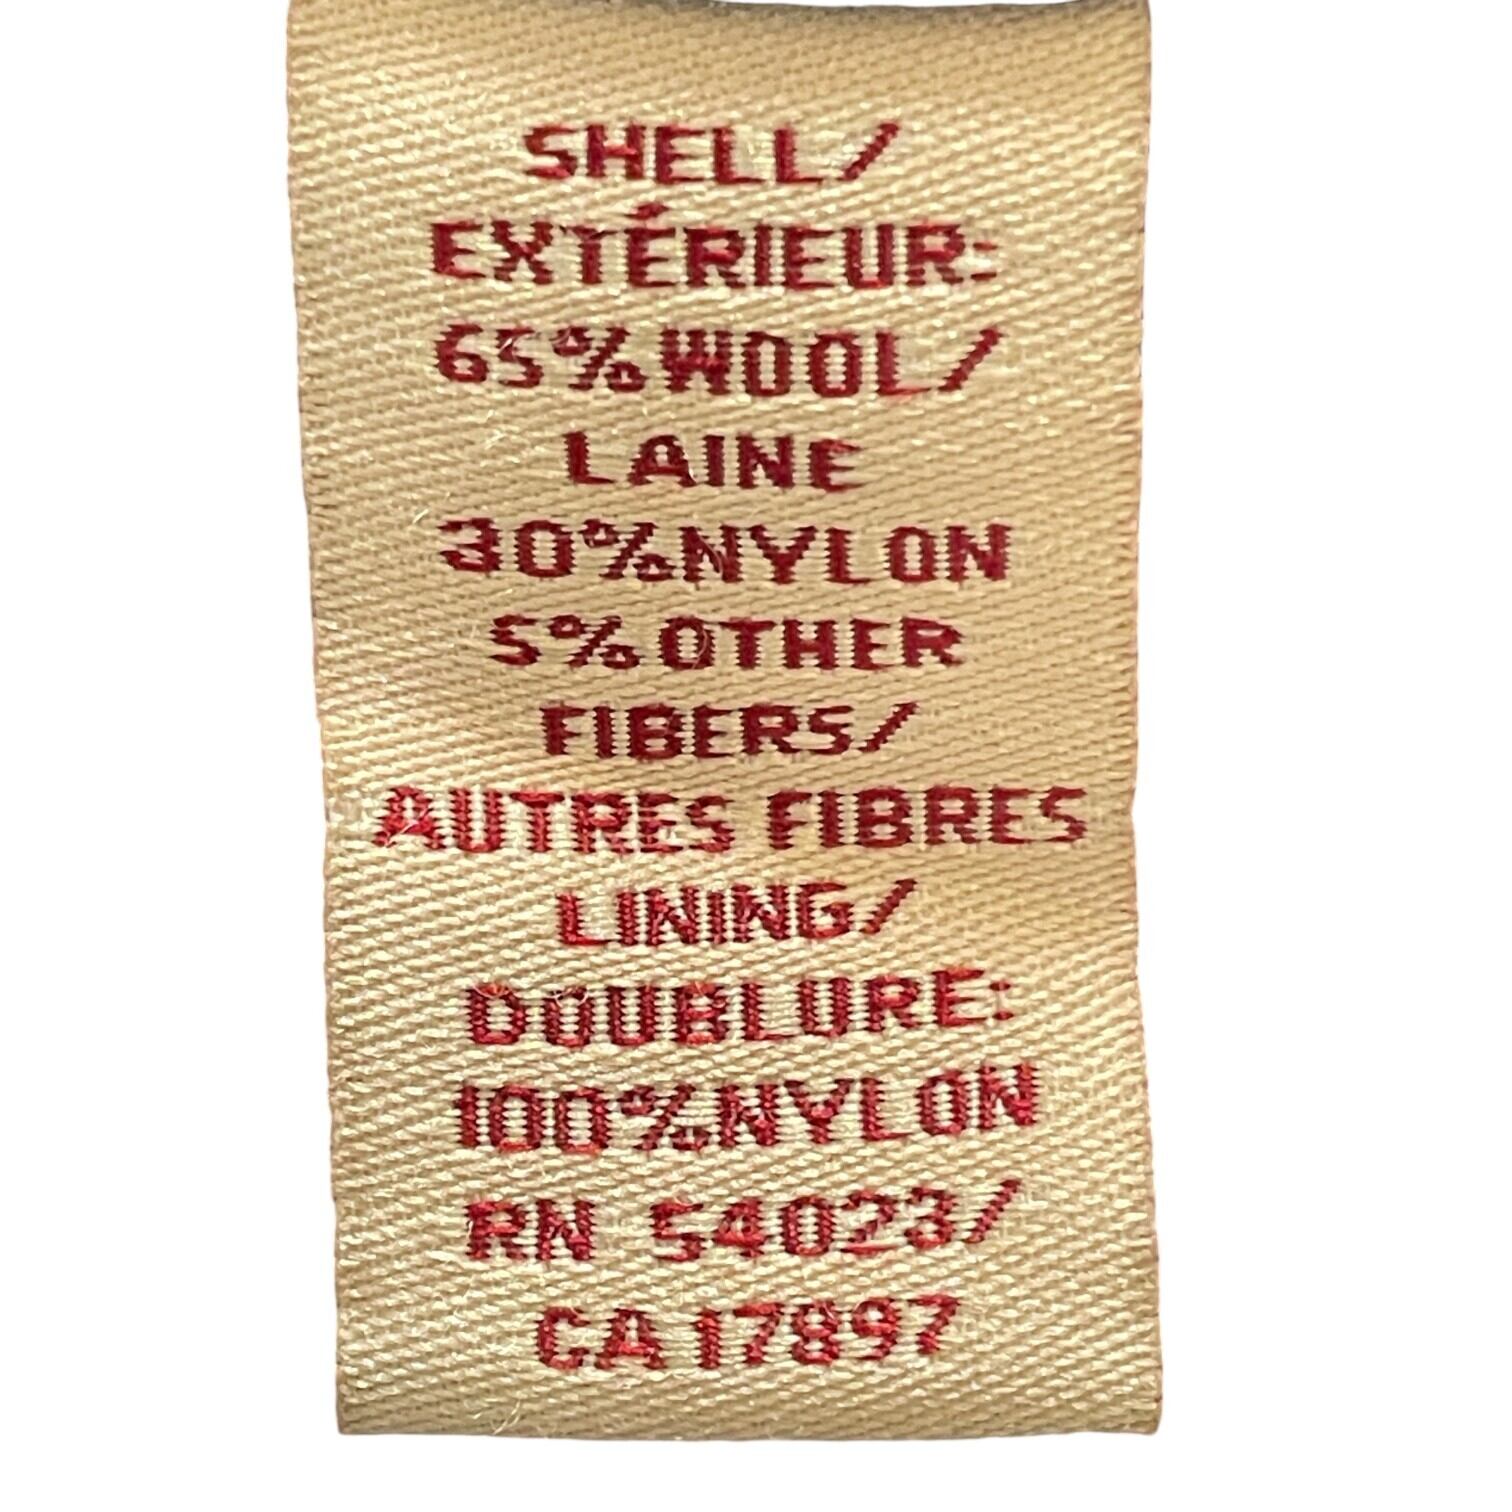 SHELL/
EXTÉRIEUR:
65%WOOL/
LAINE
30%NYLON
5%OTHER
FIBERS/
AUTRES FIBRES
LINING/
DOUBLURE:
100%NYLON
RN 54023/
CA17897